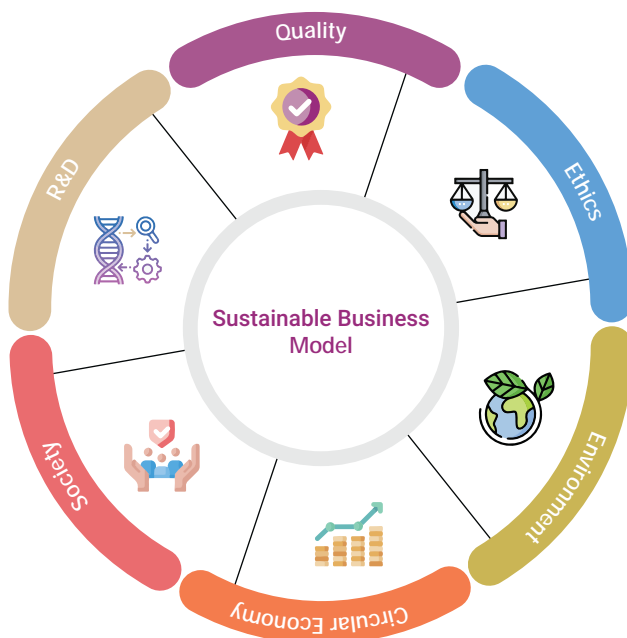 Quality
Ethics
Environment
Circular Economy
Society
R&D
Sustainable Business
Model